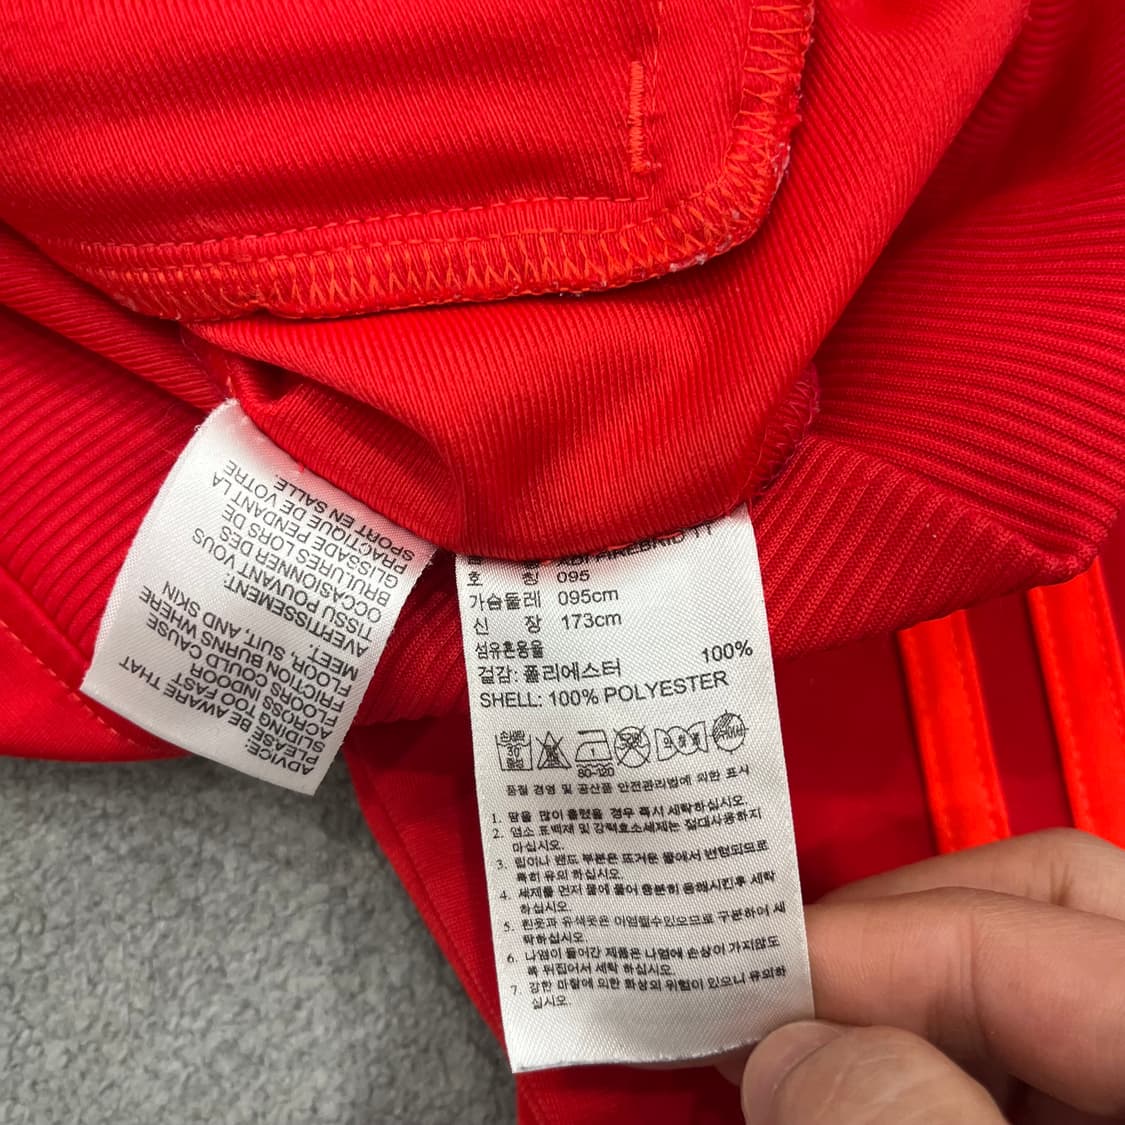 ADVICE:
PLEASE BE AWARE THAT
SLIDING TOO FAST
ACROSS INDOOR
FLOORS COULD CAUSE
FRICTION BURNS WHERE
FLOOR, SUIT, AND SKIN
MEET.
AVERTISSEMENT:
TISSU POUVANT VOUS
OCCASIONNER DES
BRULURES LORS DE
GLISSADE PENDANT LA
PRACTIQUE DE VOTRE
SPORT EN SALLE.
호 칭 095
가슴둘레 095cm
신 장 173cm
섬유혼용율
겉감: 폴리에스터 100%
SHELL: 100% POLYESTER
손세탁
30
중성
80~120
품질 경영 및 공산품 안전관리법에 의한 표시
1. 땀을 많이 흘렸을 경우 즉시 세탁하십시오.
2. 염소 표백제 및 강력효소세제는 절대사용하지
마십시오.
3. 립이나 밴드 부분은 뜨거운 물에서 변형되므로
특히 유의 하십시오.
4. 세제를 먼저 물에 풀어 충분히 용해시킨후 세탁
하십시오.
5. 흰옷과 유색옷은 이염될수있으므로 구분하여 세
탁하십시오.
6. 나염이 들어간 제품은 나염에 손상이 가지않도
록 뒤집어서 세탁 하십시오.
7. 강한 마찰에 의한 화상의 위험이 있으니 유의하
십시오.